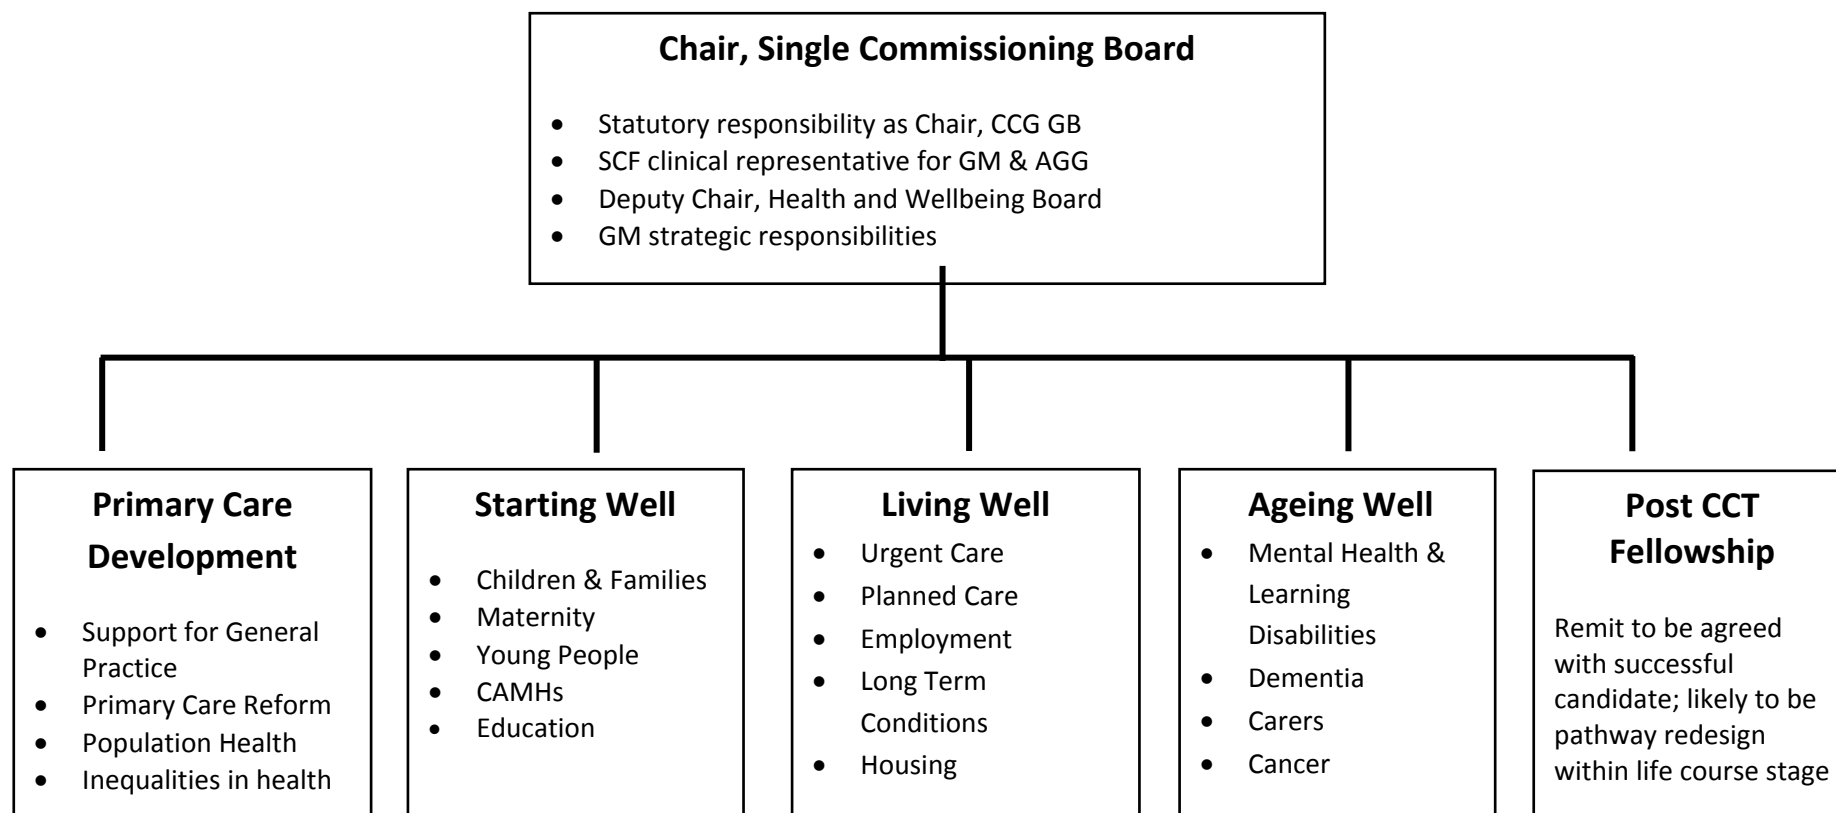 Chair, Single Commissioning Board
• Statutory responsibility as Chair, CCG GB
• SCF clinical representative for GM & AGG
• Deputy Chair, Health and Wellbeing Board
• GM strategic responsibilities
Primary Care
Development
• Support for General
Practice
• Primary Care Reform
• Population Health
• Inequalities in health
Starting Well
• Children & Families
• Maternity
• Young People
• CAMHs
• Education
Living Well
• Urgent Care
• Planned Care
• Employment
• Long Term
Conditions
• Housing
Ageing Well
• Mental Health &
Learning
Disabilities
• Dementia
• Carers
• Cancer
Post CCT
Fellowship
Remit to be agreed
with successful
candidate; likely to be
pathway redesign
within life course stage